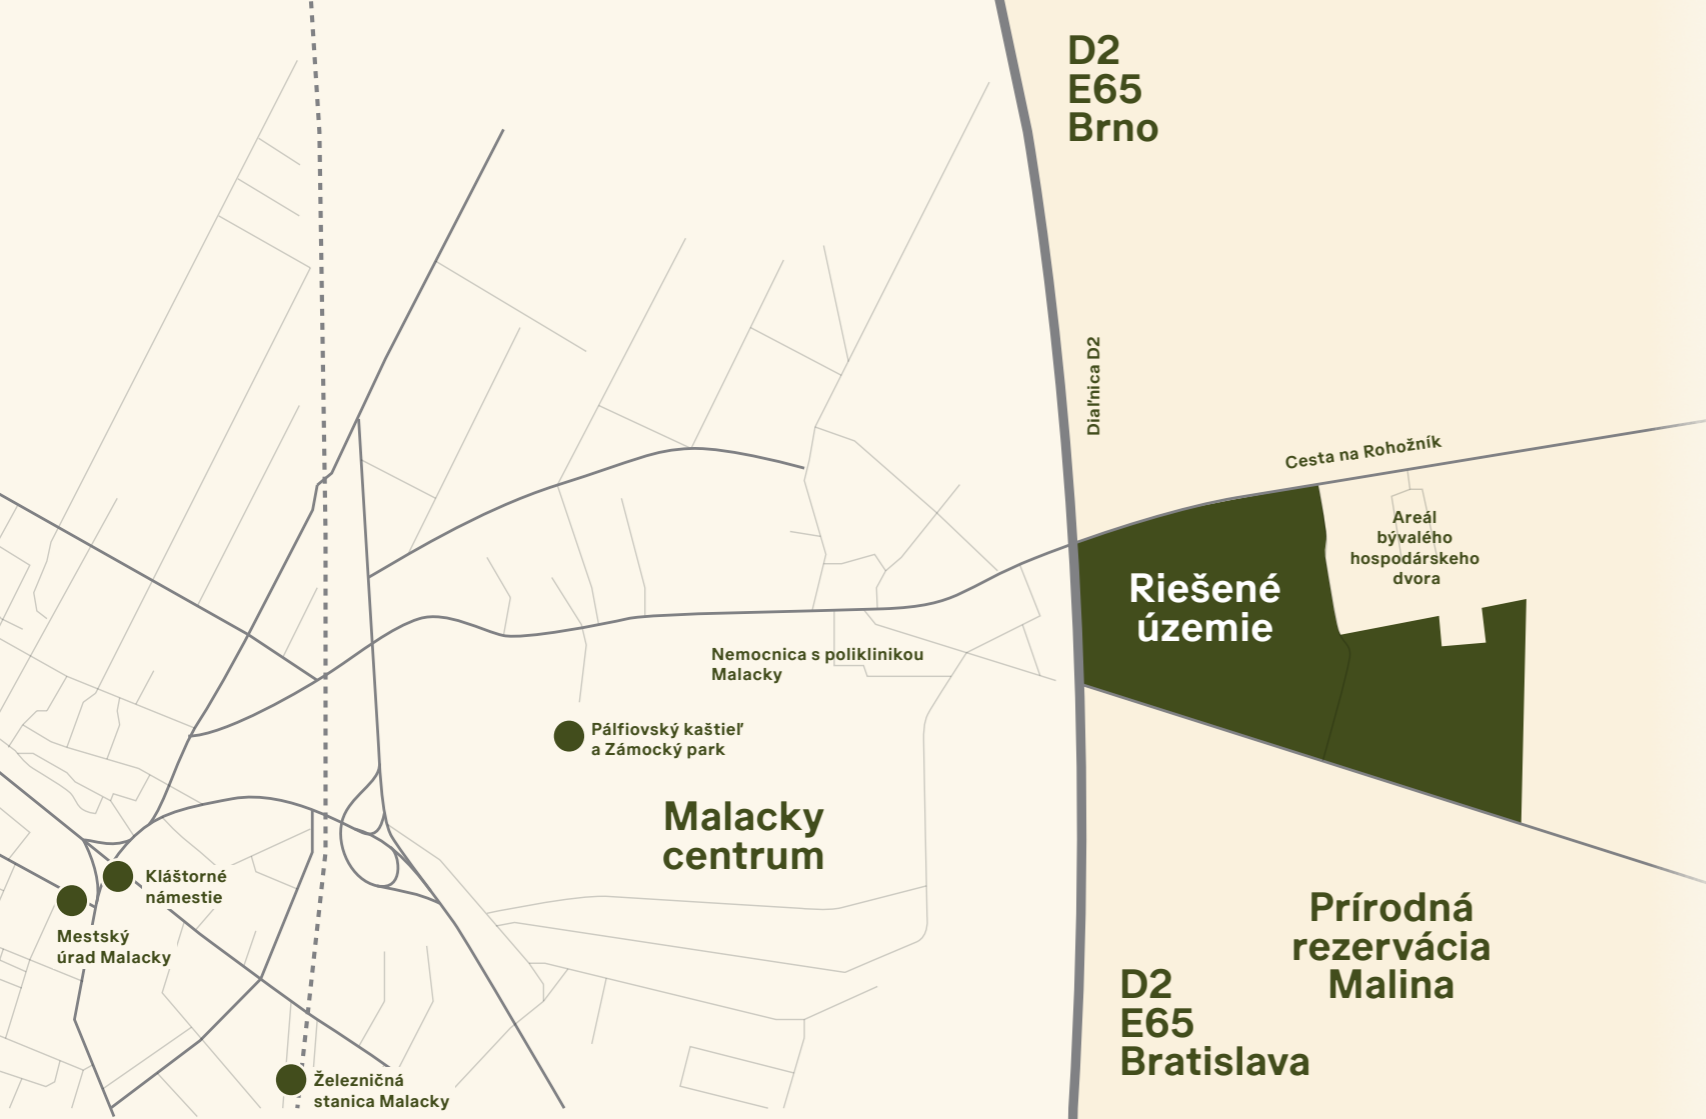 D2
E65
Brno
Diaľnica D2
Cesta na Rohožník
Areál
bývalého
hospodárskeho
dvora
Riešené
územie
Nemocnica s poliklinikou
Malacky
Pálfiovský kaštieľ
a Zámocký park
Malacky
centrum
Kláštorné
námestie
Mestský
úrad Malacky
Prírodná
rezervácia
Malina
D2
E65
Bratislava
Železničná
stanica Malacky